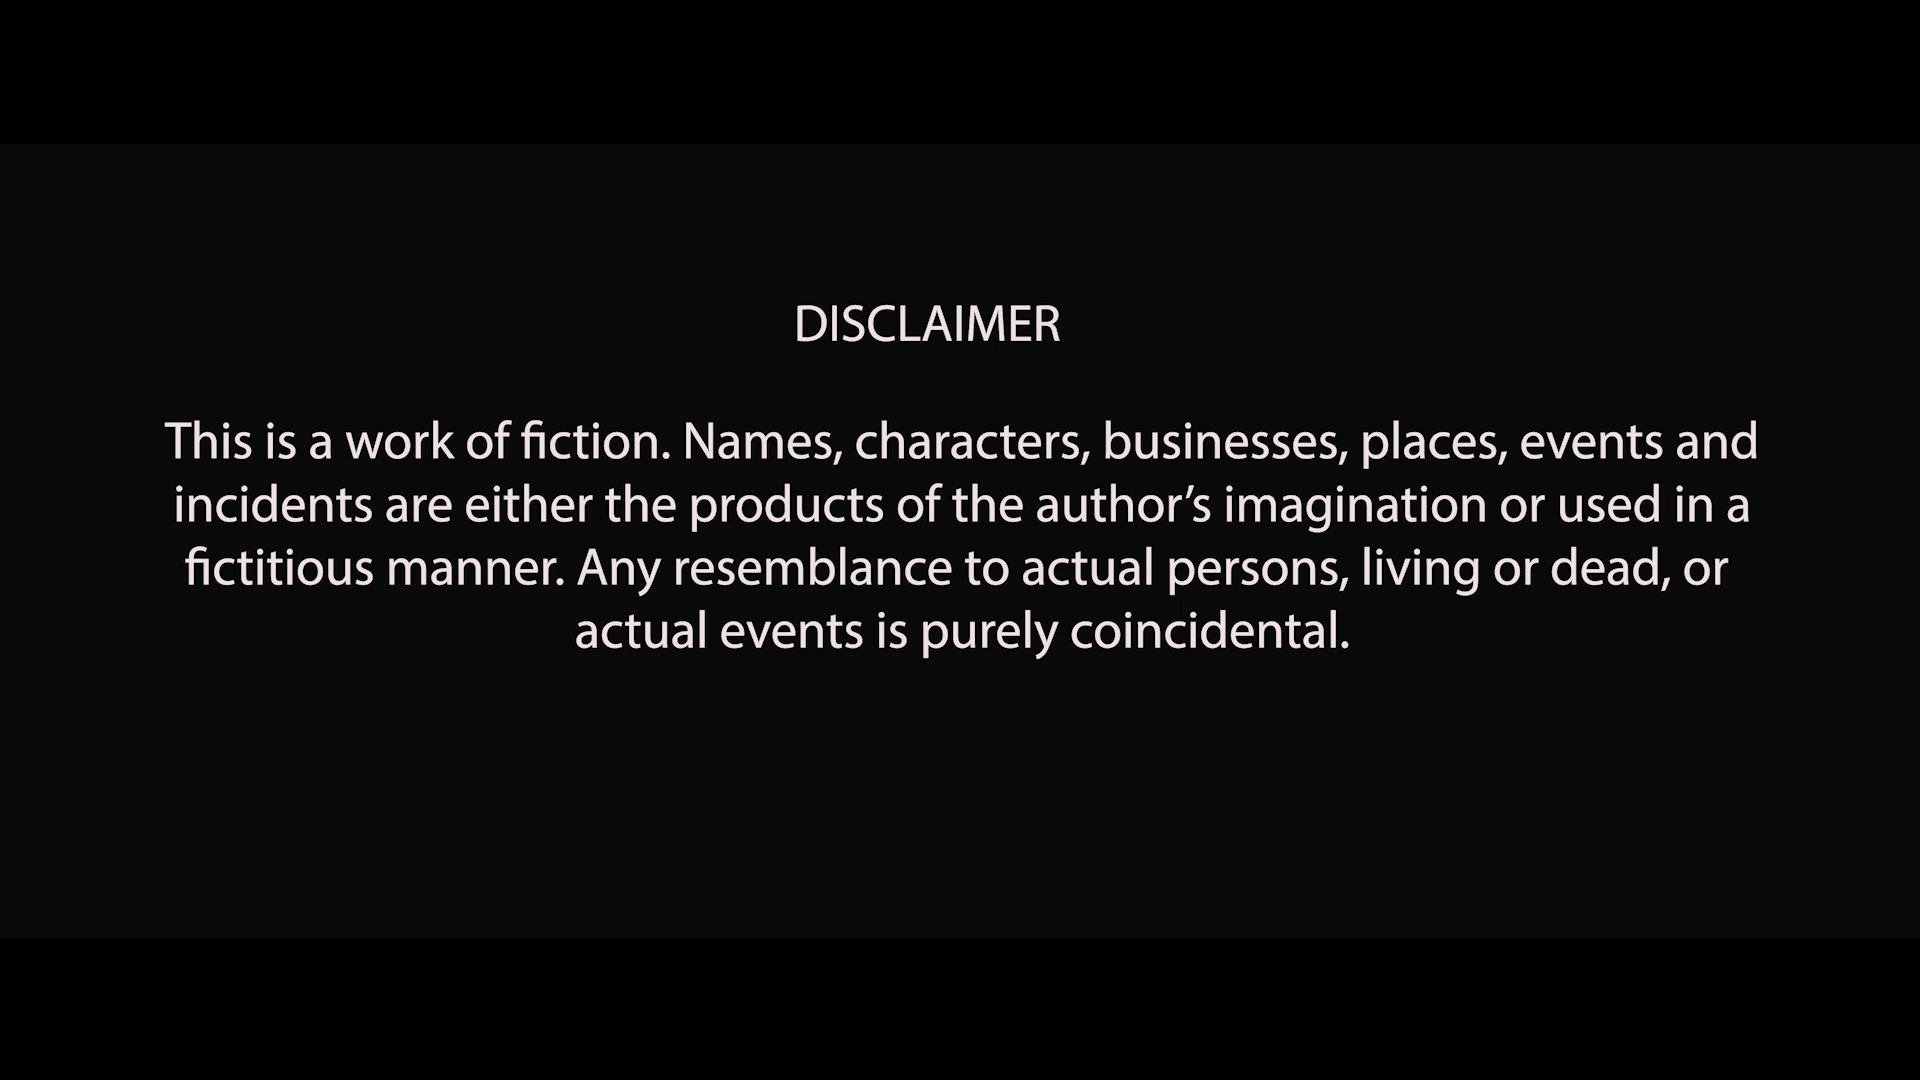 DISCLAIMER
This is a work of fiction. Names, characters, businesses, places, events and
incidents are either the products of the author’s imagination or used in a
fictitious manner. Any resemblance to actual persons, living or dead, or
actual events is purely coincidental.